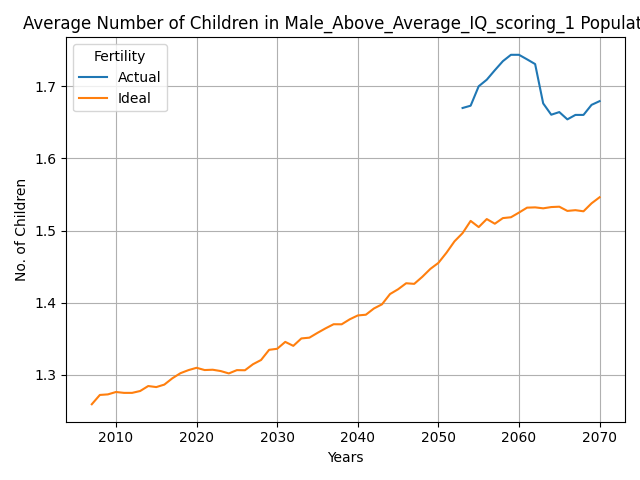 Average Number of Children in Male_Above_Average_IQ_scoring_1 Populat
Fertility
Actual
Ideal
No. of Children
1.7
1.6
1.5
1.4
1.3
2010 2020 2030 2040 2050 2060 2070
Years